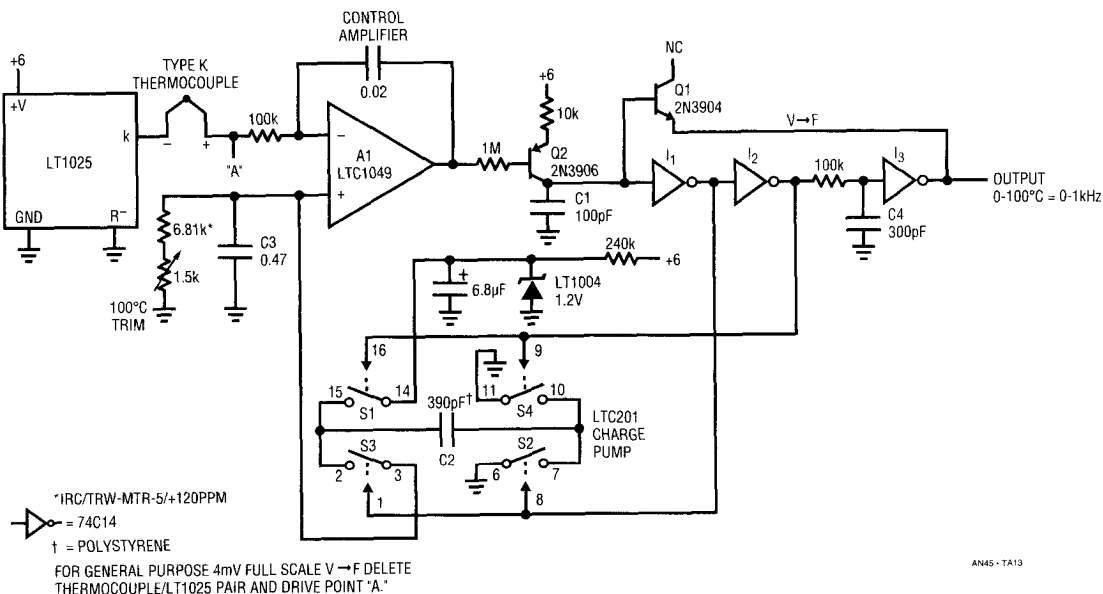 CONTROL
AMPLIFIER
0.02
+6
TYPE K
THERMOCOUPLE
+V
LT1025
k
GND
R–
–
+
"A"
100k
–
+
A1
LTC1049
1M
+6
10k
Q2
2N3906
C1
100pF
NC
Q1
2N3904
V→F
I1
I2
100k
I3
C4
300pF
OUTPUT
0-100°C = 0-1kHz
6.81k*
1.5k
100°C
TRIM
C3
0.47
+
6.8µF
LT1004
1.2V
240k
+6
16
15
14
S1
9
11
10
S4
390pF†
C2
LTC201
CHARGE
PUMP
S3
2
3
1
S2
6
7
8
*IRC/TRW-MTR-5/+120PPM
= 74C14
† = POLYSTYRENE
FOR GENERAL PURPOSE 4mV FULL SCALE V→F DELETE
THERMOCOUPLE/LT1025 PAIR AND DRIVE POINT "A."
AN45 • TA13